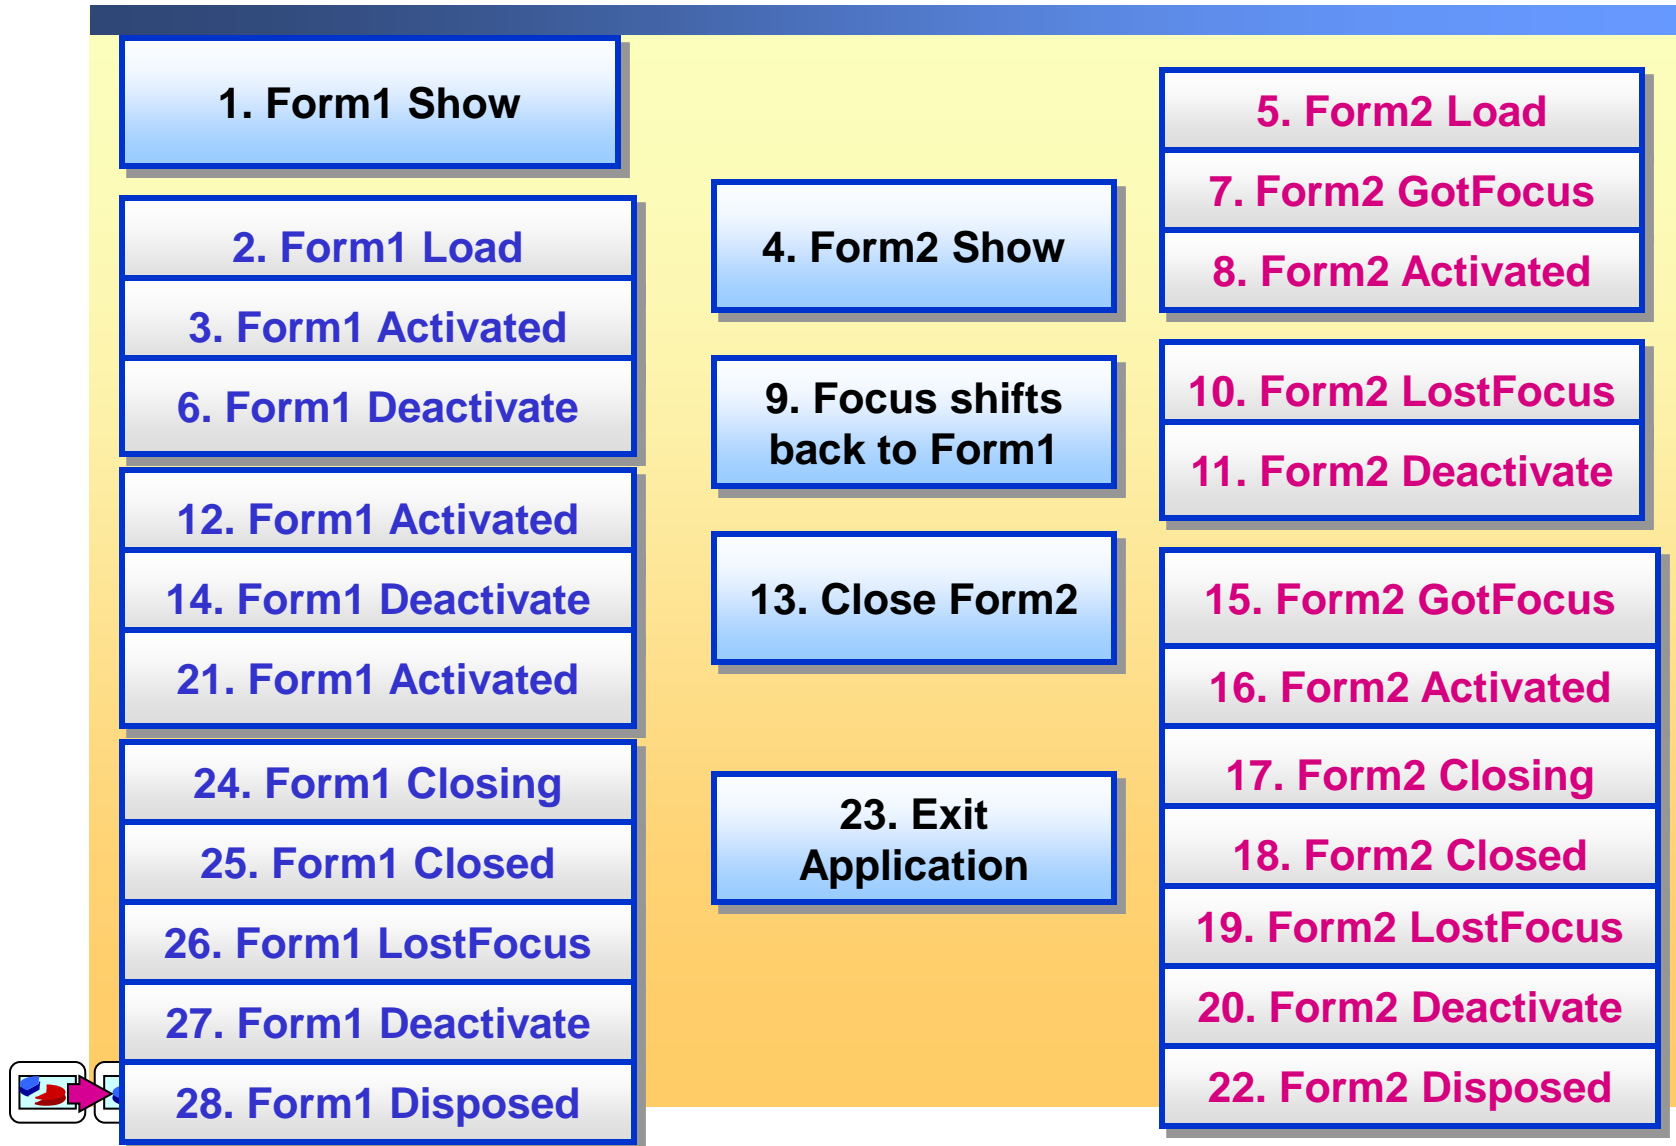 1. Form1 Show
2. Form1 Load
3. Form1 Activated
6. Form1 Deactivate
12. Form1 Activated
14. Form1 Deactivate
21. Form1 Activated
24. Form1 Closing
25. Form1 Closed
26. Form1 LostFocus
27. Form1 Deactivate
28. Form1 Disposed
4. Form2 Show
9. Focus shifts
back to Form1
13. Close Form2
23. Exit
Application
5. Form2 Load
7. Form2 GotFocus
8. Form2 Activated
10. Form2 LostFocus
11. Form2 Deactivate
15. Form2 GotFocus
16. Form2 Activated
17. Form2 Closing
18. Form2 Closed
19. Form2 LostFocus
20. Form2 Deactivate
22. Form2 Disposed